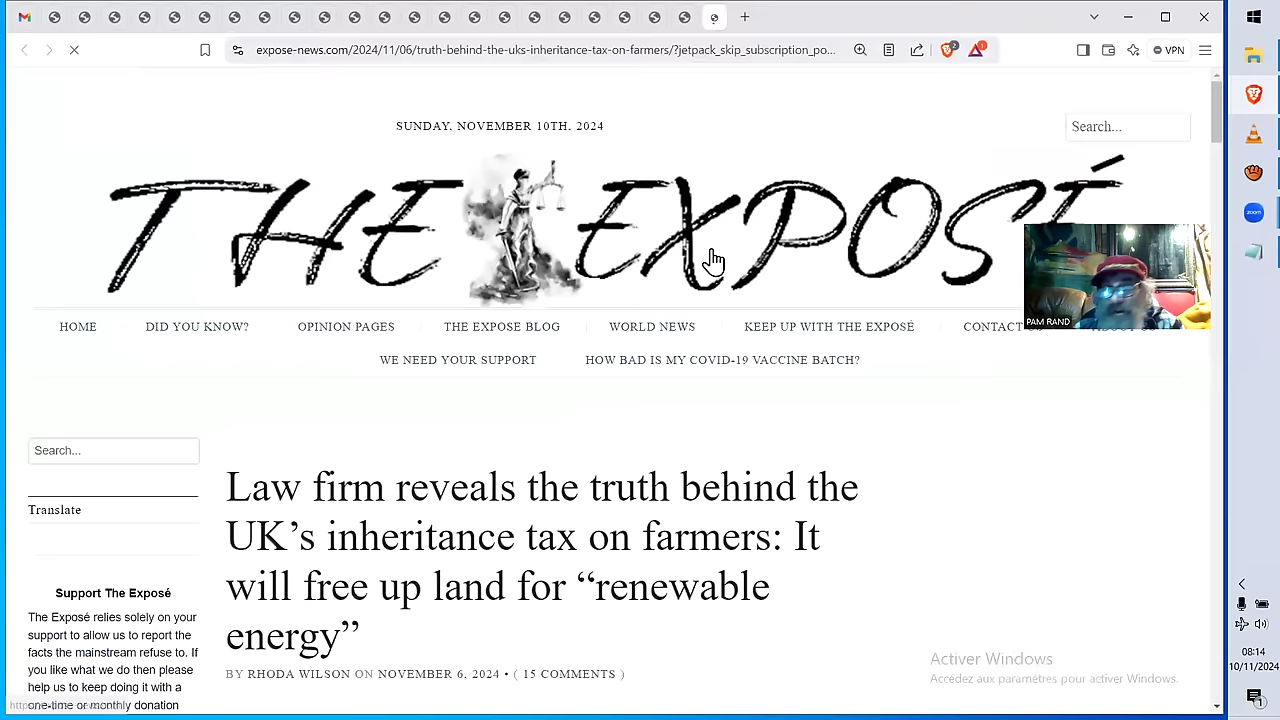 expose-news.com/2024/11/06/truth-behind-the-uks-inheritance-tax-on-farmers/?jetpack_skip_subscription_po...
2
1
VPN
SUNDAY, NOVEMBER 10TH, 2024
Search...
THE EXPOSÉ
PAM RAND
HOME
DID YOU KNOW?
OPINION PAGES
THE EXPOSE BLOG
WORLD NEWS
KEEP UP WITH THE EXPOSÉ
WE NEED YOUR SUPPORT
HOW BAD IS MY COVID-19 VACCINE BATCH?
Search...
Translate
Support The Exposé
The Exposé relies solely on your
support to allow us to report the
facts the mainstream refuse to. If
you like what we do then please
help us to keep doing it with a
one-time or monthly donation
Law firm reveals the truth behind the
UK’s inheritance tax on farmers: It
will free up land for “renewable
energy”
BY RHODA WILSON ON NOVEMBER 6, 2024 • ( 15 COMMENTS )
Activer Windows
Accédez aux paramètres pour activer Windows.
zoom
08:14
10/11/2024
1